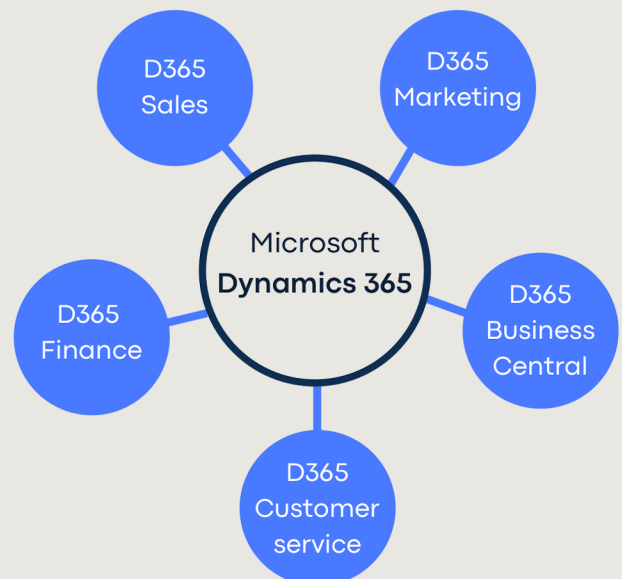 D365
Sales
D365
Marketing
Microsoft
Dynamics 365
D365
Finance
D365
Business
Central
D365
Customer
service